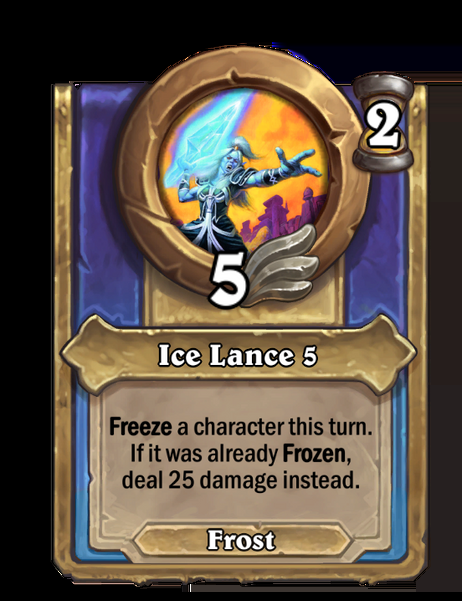 2
5
Ice Lance 5
Freeze a character this turn.
If it was already Frozen,
deal 25 damage instead.
Frost